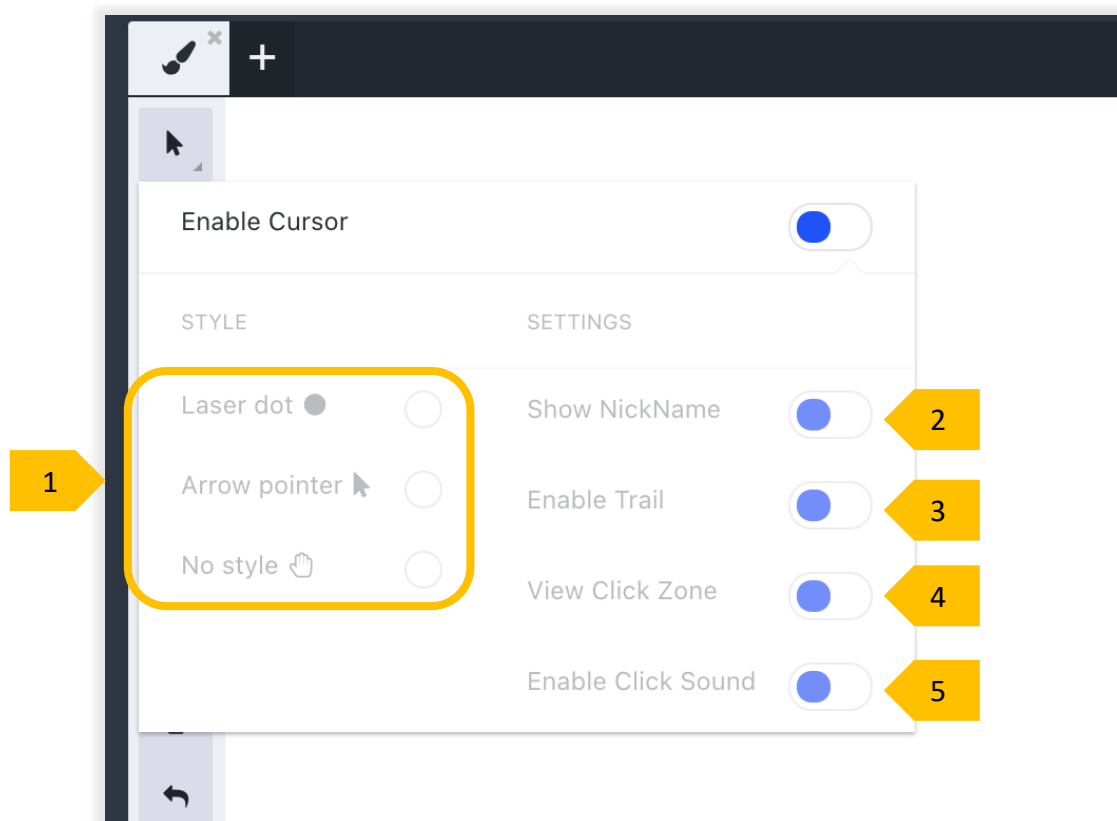 Enable Cursor
STYLE
SETTINGS
Laser dot
Show NickName
2
1
Arrow pointer
Enable Trail
3
No style
View Click Zone
4
Enable Click Sound
5